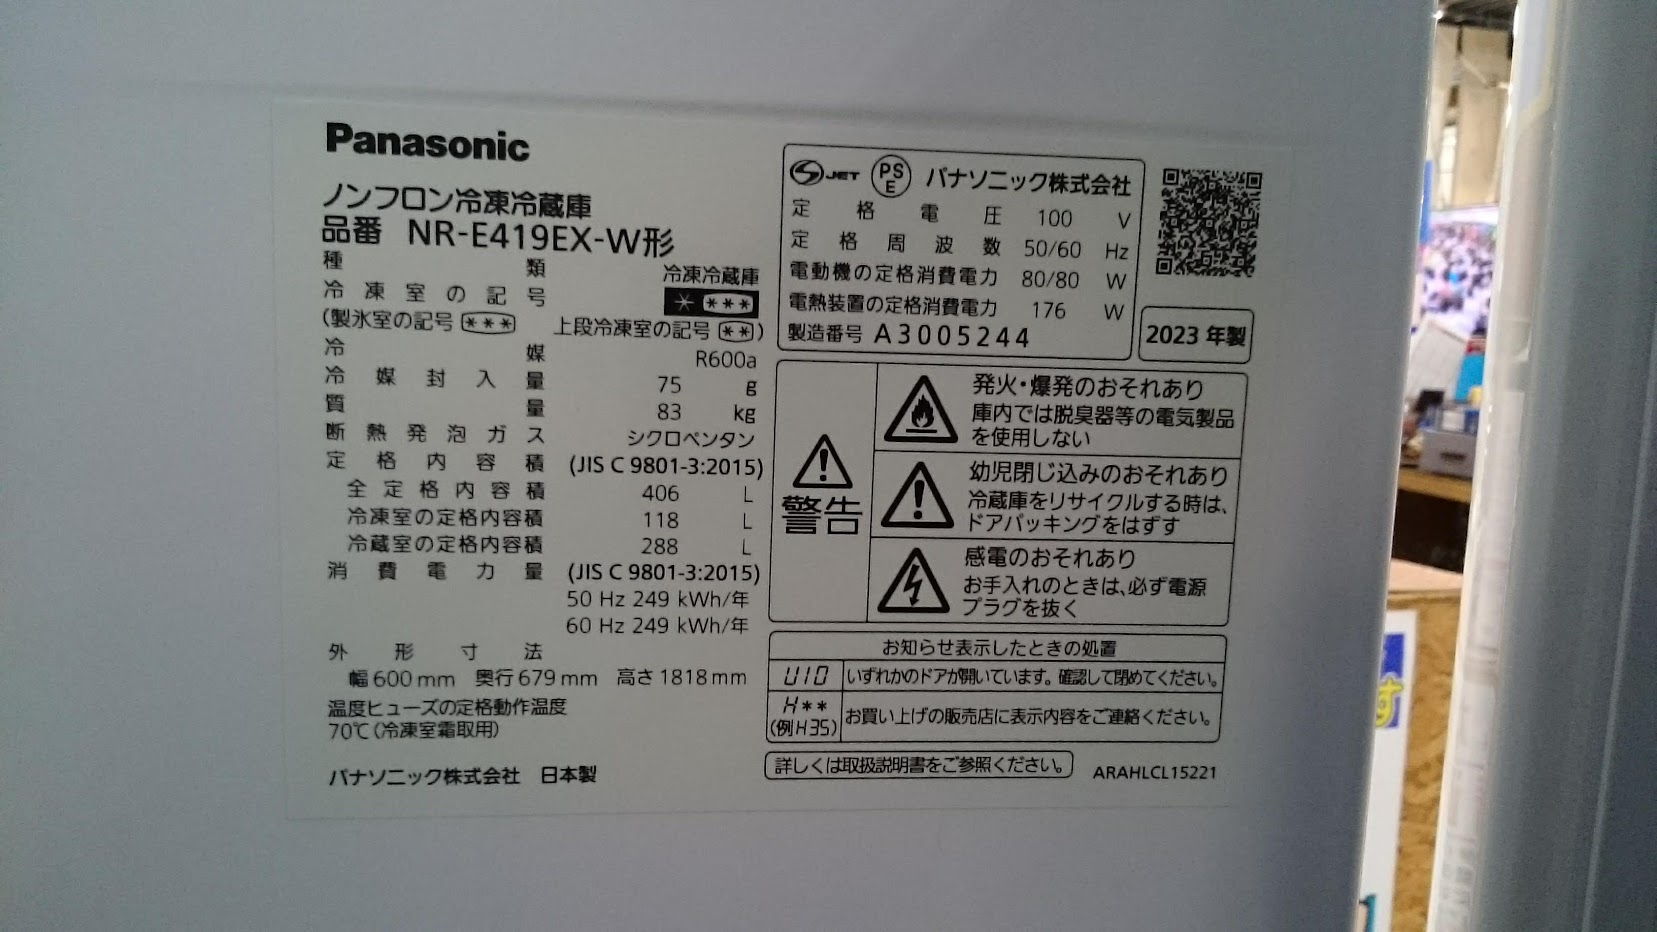 Panasonic
ノンフロン冷凍冷蔵庫
品番 NR-E419EX-W形
種類 冷凍冷蔵庫
冷凍室の記号 * ***
(製氷室の記号 *** 上段冷凍室の記号 **)
冷媒 R600a
冷媒封入量 75 g
質量 83 kg
断熱発泡ガス シクロペンタン
定格内容積 (JIS C 9801-3:2015)
全定格内容積 406 L
冷凍室の定格内容積 118 L
冷蔵室の定格内容積 288 L
消費電力量 (JIS C 9801-3:2015)
50 Hz 249 kWh/年
60 Hz 249 kWh/年
外形寸法
幅600mm 奥行679mm 高さ1818mm
温度ヒューズの定格動作温度
70℃(冷凍室霜取用)
パナソニック株式会社 日本製
S JET PS E パナソニック株式会社
定格電圧 100 V
定格周波数 50/60 Hz
電動機の定格消費電力 80/80 W
電熱装置の定格消費電力 176 W
製造番号 A3005244
2023 年製
警告
発火・爆発のおそれあり
庫内では脱臭器等の電気製品
を使用しない
幼児閉じ込みのおそれあり
冷蔵庫をリサイクルする時は、
ドアパッキングをはずす
感電のおそれあり
お手入れのときは、必ず電源
プラグを抜く
お知らせ表示したときの処置
U10 いずれかのドアが開いています。確認して閉めてください。
H** (例H35) お買い上げの販売店に表示内容をご連絡ください。
詳しくは取扱説明書をご参照ください。
ARAHLCL15221
す